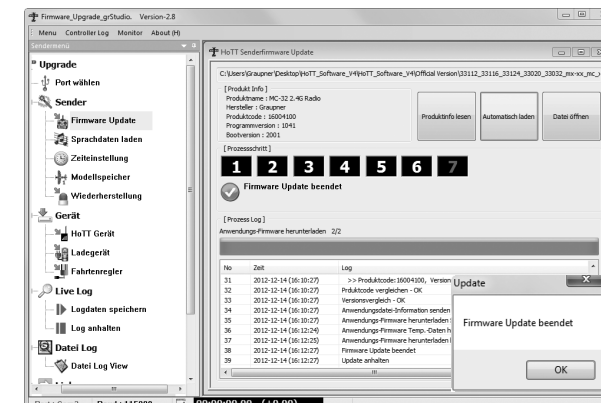 Firmware_Upgrade_grStudio. Version-2.8
Menu Controller Log Monitor About (H)
Sendermenü
Upgrade
Port wählen
Sender
Firmware Update
Sprachdaten laden
Zeiteinstellung
Modellspeicher
Wiederherstellung
Gerät
HoTT Gerät
Ladegerät
Fahrtenregler
Live Log
Logdaten speichern
Log anhalten
Datei Log
Datei Log View
HoTT Senderfirmware Update
C:\Users\Graupner\Desktop\HoTT_Software_V4\HoTT_Software_V4\Official Version\33112_33116_33124_33020_33032_mx-xx_mc_x
[ Produkt Info ]
Produktname : MC-32 2.4G Radio
Hersteller : Graupner
Produktcode : 16004100
Programmversion : 1041
Bootversion : 2001
Produktinfo lesen
Automatisch laden
Datei öffnen
[ Prozessschritt ]
1 2 3 4 5 6 7
Firmware Update beendet
[ Prozess Log ]
Anwendungs-Firmware herunterladen 2/2
No Zeit Log
31 2012-12-14 (16:10:27) >> Produktcode:16004100, Version
32 2012-12-14 (16:10:27) Prduktcode vergleichen - OK
33 2012-12-14 (16:10:27) Versionsvergleich - OK
34 2012-12-14 (16:10:27) Anwendungsdatei-Information senden
35 2012-12-14 (16:10:27) Anwendungs-Firmware herunterladen
36 2012-12-14 (16:12:24) Anwendungs-Firmware Temp.-Daten h
37 2012-12-14 (16:12:25) Anwendungs-Firmware herunterladen
38 2012-12-14 (16:12:27) Firmware Update beendet
39 2012-12-14 (16:12:27) Update anhalten
Update
Firmware Update beendet
OK